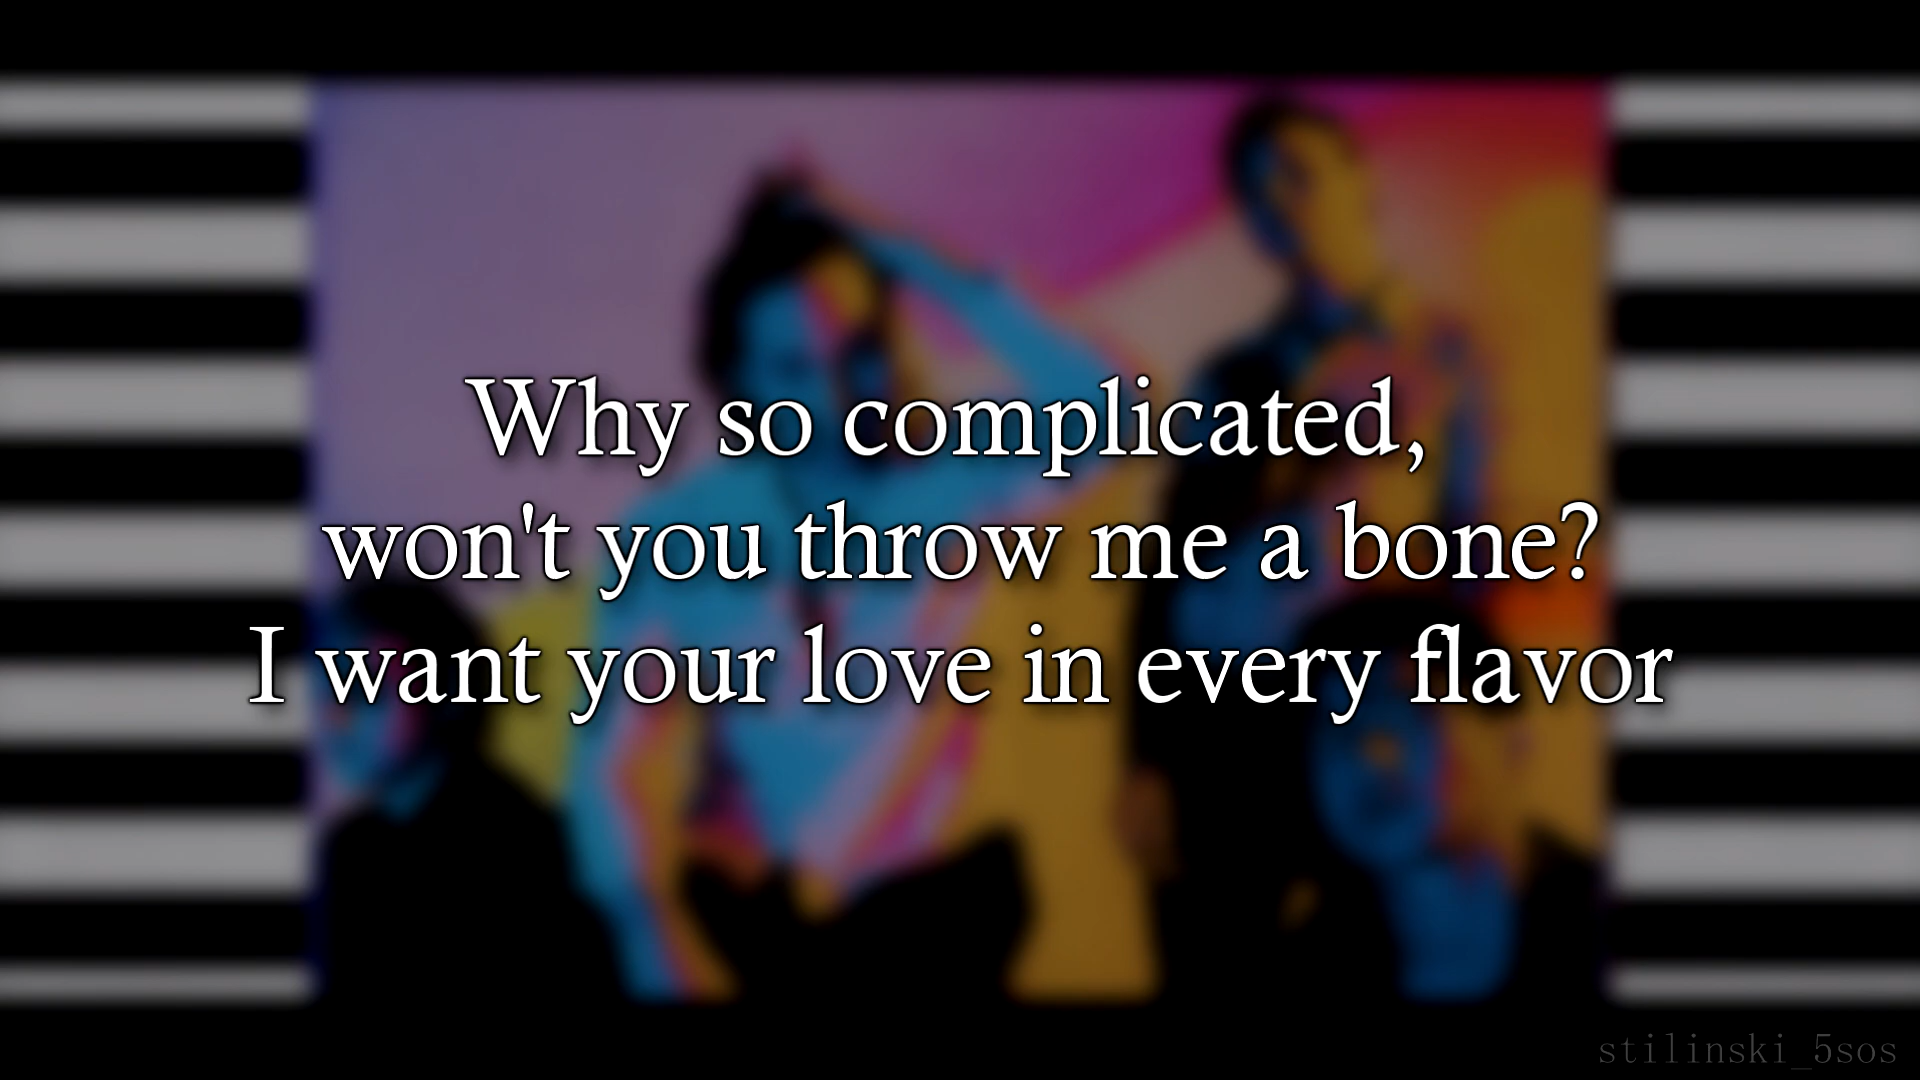 Why so complicated,
won't you throw me a bone?
I want your love in every flavor
stilinski_5sos